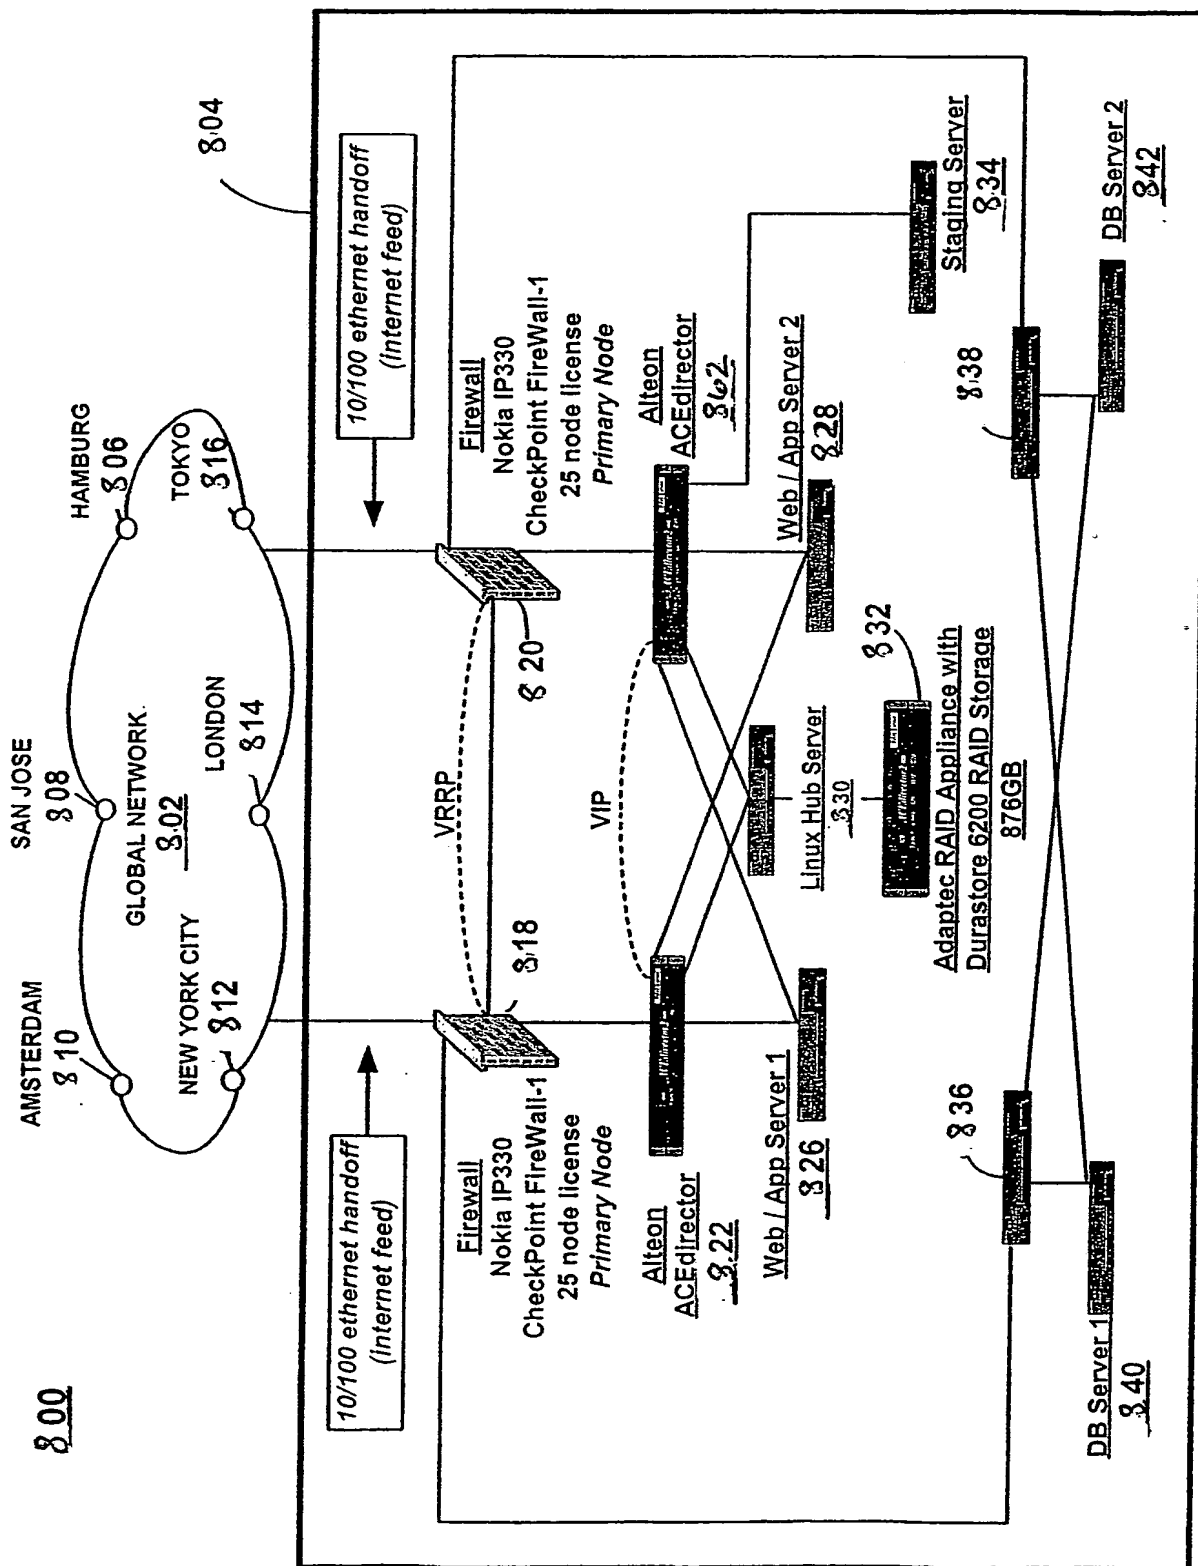 800
AMSTERDAM
810
SAN JOSE
808
HAMBURG
806
GLOBAL NETWORK
802
NEW YORK CITY
812
LONDON
814
TOKYO
816
804
10/100 ethernet handoff
(Internet feed)
10/100 ethernet handoff
(Internet feed)
Firewall
Nokia IP330
CheckPoint FireWall-1
25 node license
Primary Node
818
VRRP
820
Firewall
Nokia IP330
CheckPoint FireWall-1
25 node license
Primary Node
Alteon
ACEdirector
822
VIP
Alteon
ACEdirector
862
Web / App Server 1
826
Linux Hub Server
830
Web / App Server 2
828
832
Adaptec RAID Appliance with
Durastore 6200 RAID Storage
876GB
Staging Server
834
836
838
DB Server 1
840
DB Server 2
842